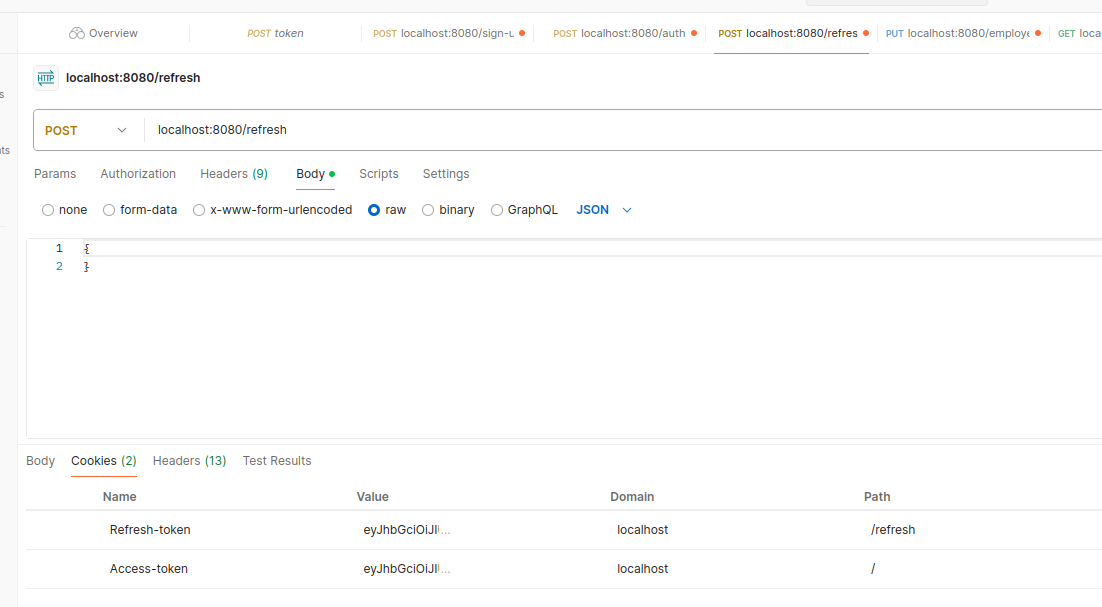 Overview POST token POST localhost:8080/sign-u POST localhost:8080/auth POST localhost:8080/refres PUT localhost:8080/employe GET loca
HTTP localhost:8080/refresh
s
POST localhost:8080/refresh
nts
Params Authorization Headers (9) Body Scripts Settings
none form-data x-www-form-urlencoded raw binary GraphQL JSON
1 {
2 }
Body Cookies (2) Headers (13) Test Results
Name Value Domain Path
Refresh-token eyJhbGciOiJI... localhost /refresh
Access-token eyJhbGciOiJI... localhost /